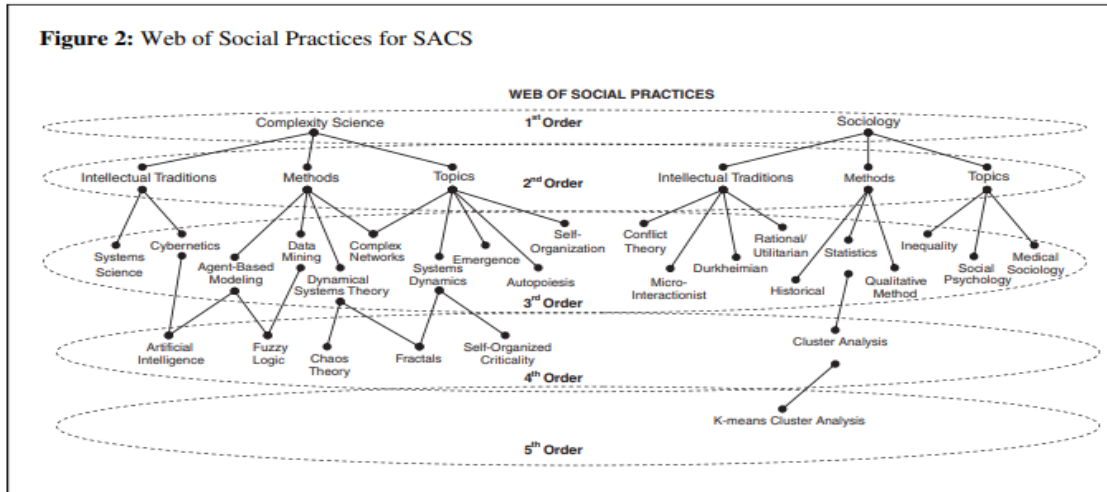 Figure 2: Web of Social Practices for SACS
WEB OF SOCIAL PRACTICES
1st Order
Complexity Science
Sociology
2nd Order
Intellectual Traditions
Methods
Topics
Intellectual Traditions
Methods
Topics
Systems
Science
Cybernetics
Agent-Based
Modeling
Data
Mining
Dynamical
Systems Theory
Complex
Networks
Systems
Dynamics
Emergence
Autopoiesis
Self-
Organization
Conflict
Theory
Micro-
Interactionist
Durkheimian
Rational/
Utilitarian
Historical
Statistics
Qualitative
Method
Inequality
Social
Psychology
Medical
Sociology
3rd Order
Artificial
Intelligence
Fuzzy
Logic
Chaos
Theory
Fractals
Self-Organized
Criticality
Cluster Analysis
4th Order
K-means Cluster Analysis
5th Order